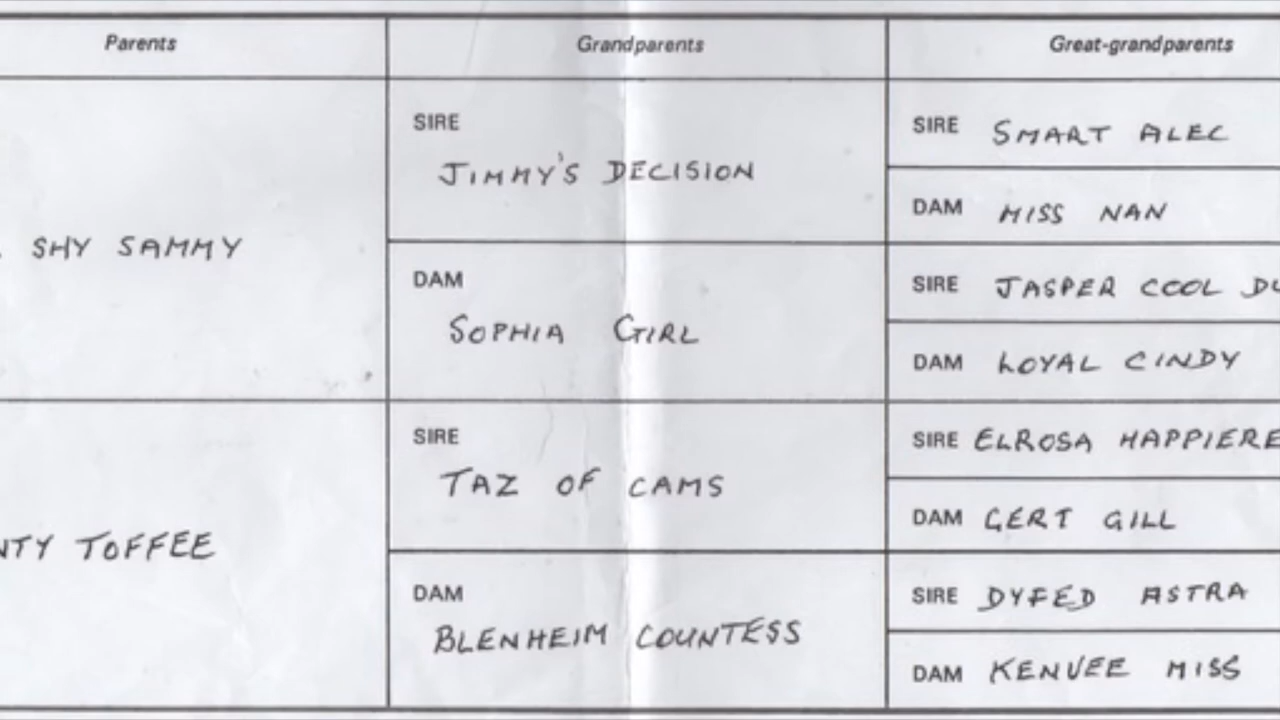 Parents Grandparents Great-grandparents
SIRE
JIMMY'S DECISION
SIRE SMART ALEC
DAM MISS NAN
SHY SAMMY
DAM
SOPHIA GIRL
SIRE JASPER COOL
DAM LOYAL CINDY
SIRE
TAZ OF CAMS
SIRE ELROSA
DAM GERT GILL
TOFFEE
DAM
BLENHEIM COUNTESS
SIRE DYFED ASTRA
DAM KENVEE MISS